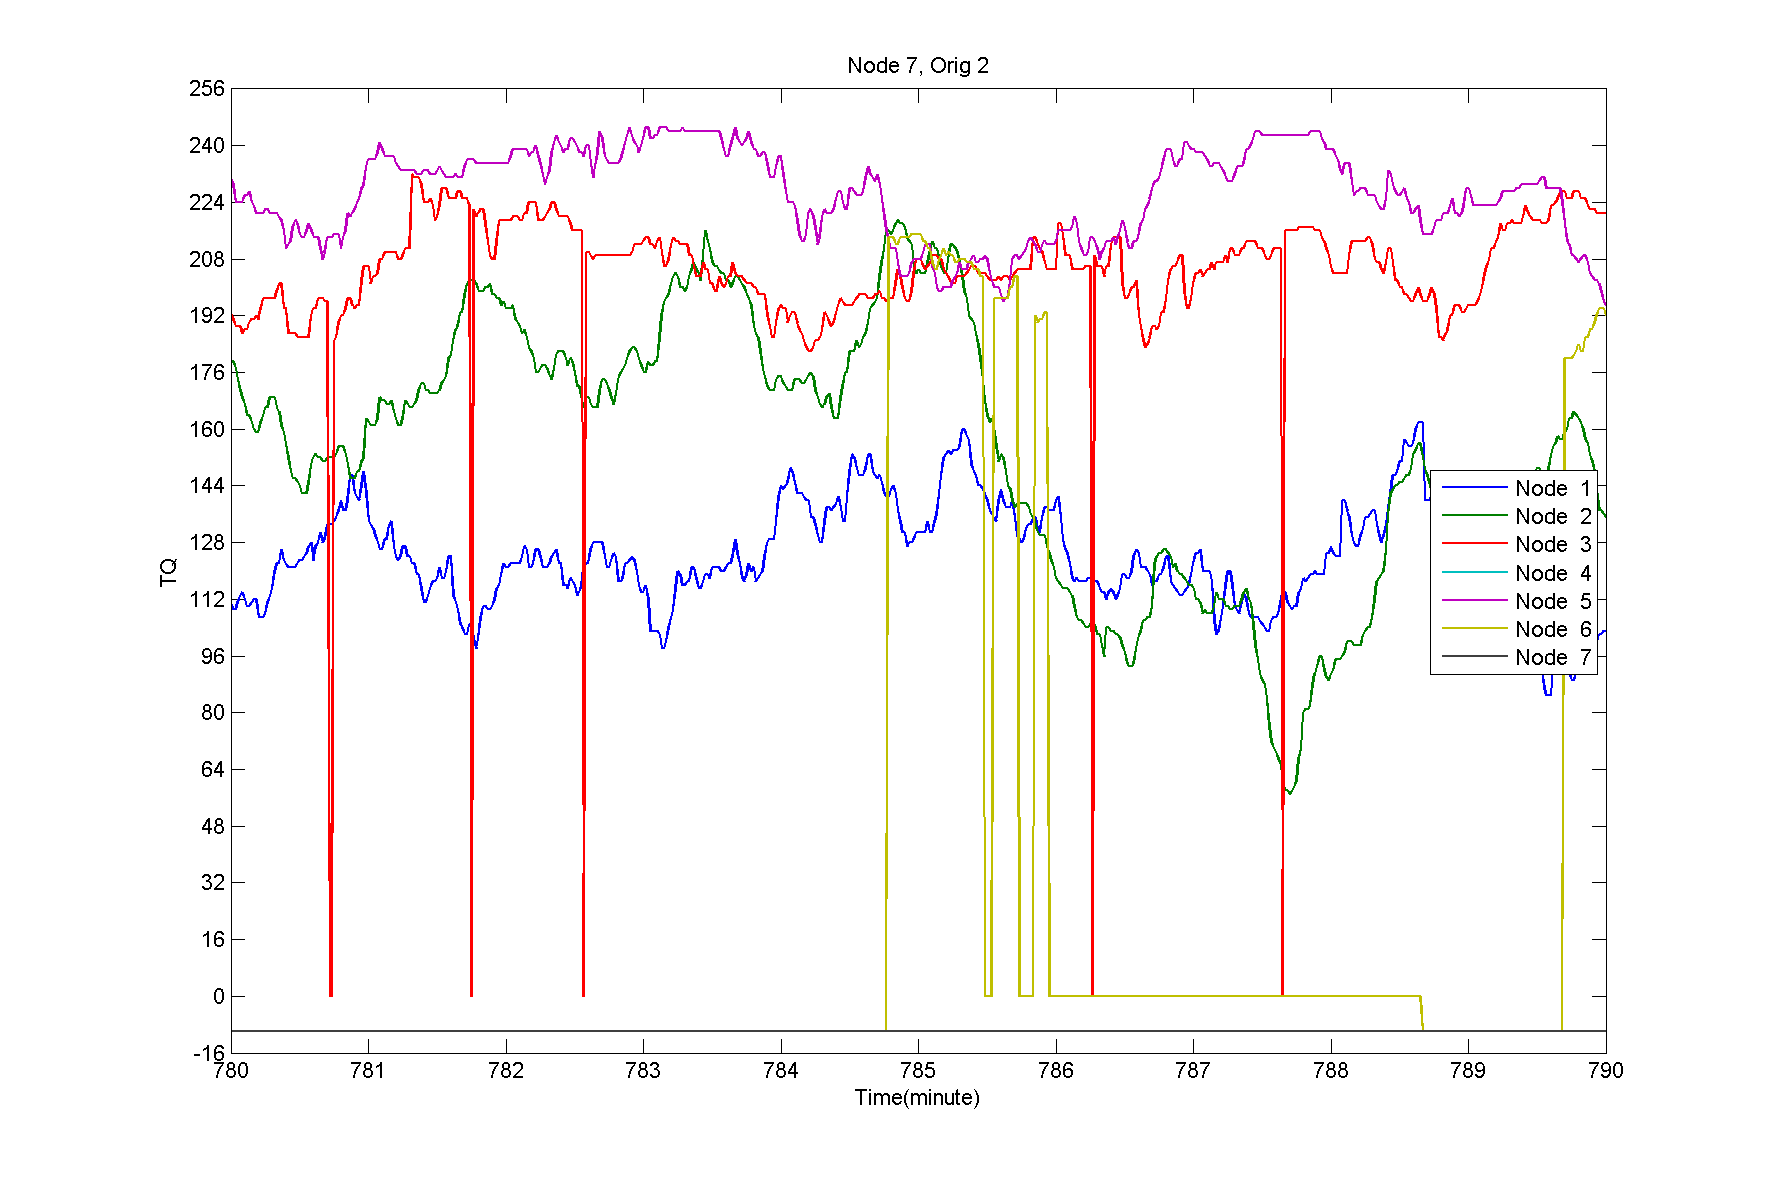 Node 7, Orig 2
256
240
224
208
192
176
160
144
128
112
96
80
64
48
32
16
0
-16
TQ
780 781 782 783 784 785 786 787 788 789 790
Time(minute)
Node 1
Node 2
Node 3
Node 4
Node 5
Node 6
Node 7